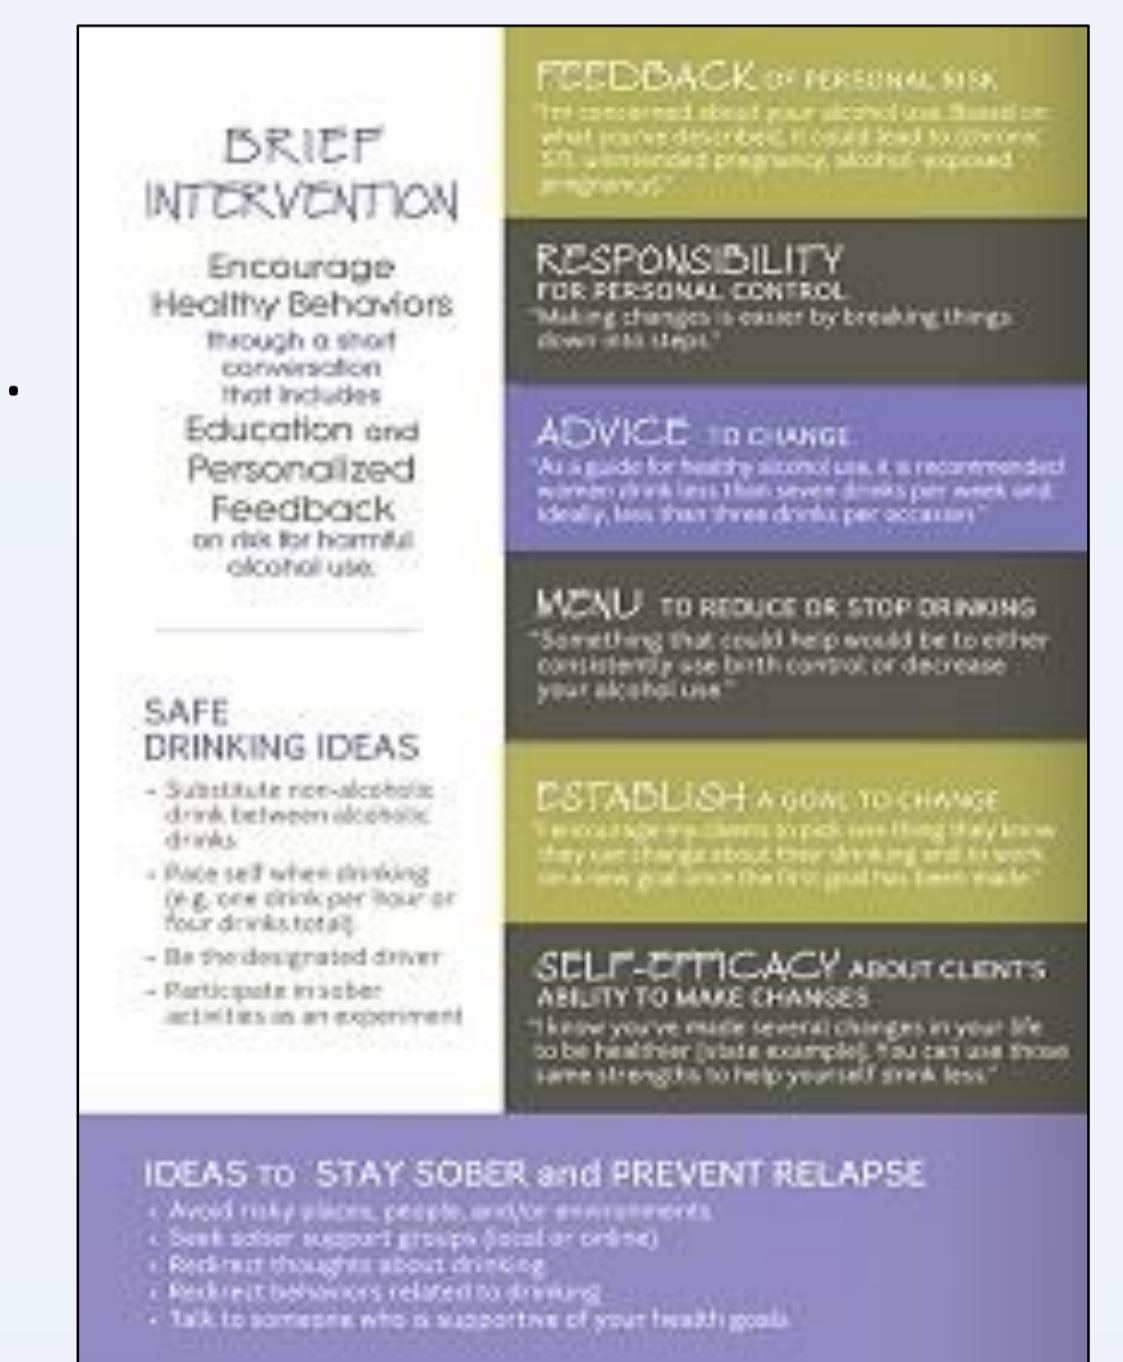 BRIEF
INTERVENTION
Encourage
Healthy Behaviors
through a short
conversation
that includes
Education and
Personalized
Feedback
on risk for harmful
alcohol use.
SAFE
DRINKING IDEAS
- Substitute non-alcoholic
drink between alcoholic
drinks
- Pace self when drinking
(e.g. one drink per hour or
four drinks total)
- Be the designated driver
- Participate in sober
activities as an experiment
FEEDBACK OF PERSONAL RISK
"I'm concerned about your alcohol use. Based on
what you've described, it could lead to (chronic
STI, unintended pregnancy, alcohol-exposed
pregnancy)."
RESPONSIBILITY
FOR PERSONAL CONTROL
"Making changes is easier by breaking things
down into steps."
ADVICE TO CHANGE
"As a guide for healthy alcohol use, it is recommended
women drink less than seven drinks per week and
ideally, less than three drinks per occasion."
MENU TO REDUCE OR STOP DRINKING
"Something that could help would be to either
consistently use birth control or decrease
your alcohol use"
ESTABLISH A GOAL TO CHANGE
"I encourage my clients to pick one thing they know
they can change about their drinking and to work
on a new goal once the first goal has been made."
SELF-EFFICACY ABOUT CLIENT'S
ABILITY TO MAKE CHANGES
"I know you've made several changes in your life
to be healthier [state example]. You can use those
same strengths to help yourself drink less."
IDEAS TO STAY SOBER and PREVENT RELAPSE
• Avoid risky places, people, and/or environments
• Seek sober support groups (local or online)
• Redirect thoughts about drinking
• Redirect behaviors related to drinking
• Talk to someone who is supportive of your health goals